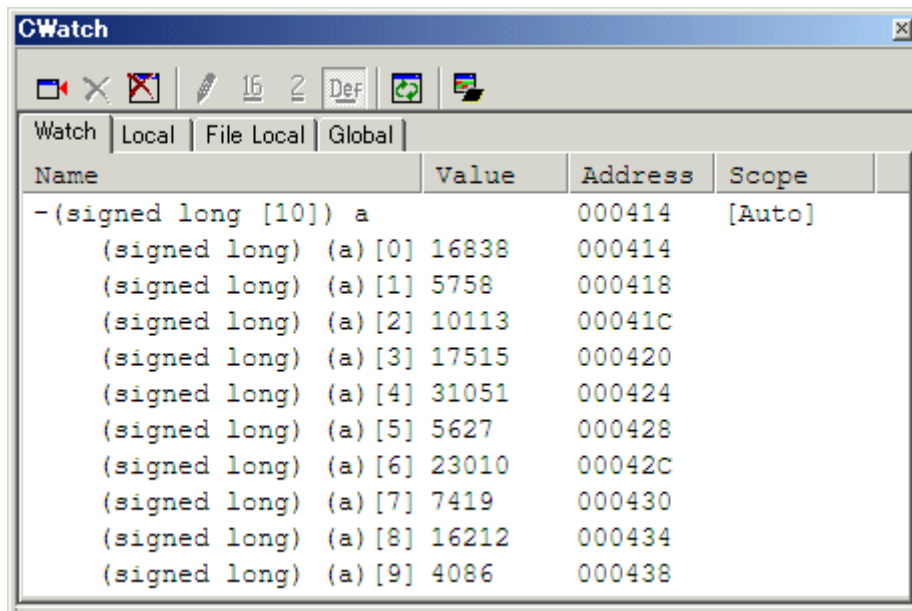 CWatch
16 2 Def
Watch Local File Local Global
Name Value Address Scope
-(signed long [10]) a 000414 [Auto]
(signed long) (a)[0] 16838 000414
(signed long) (a)[1] 5758 000418
(signed long) (a)[2] 10113 00041C
(signed long) (a)[3] 17515 000420
(signed long) (a)[4] 31051 000424
(signed long) (a)[5] 5627 000428
(signed long) (a)[6] 23010 00042C
(signed long) (a)[7] 7419 000430
(signed long) (a)[8] 16212 000434
(signed long) (a)[9] 4086 000438